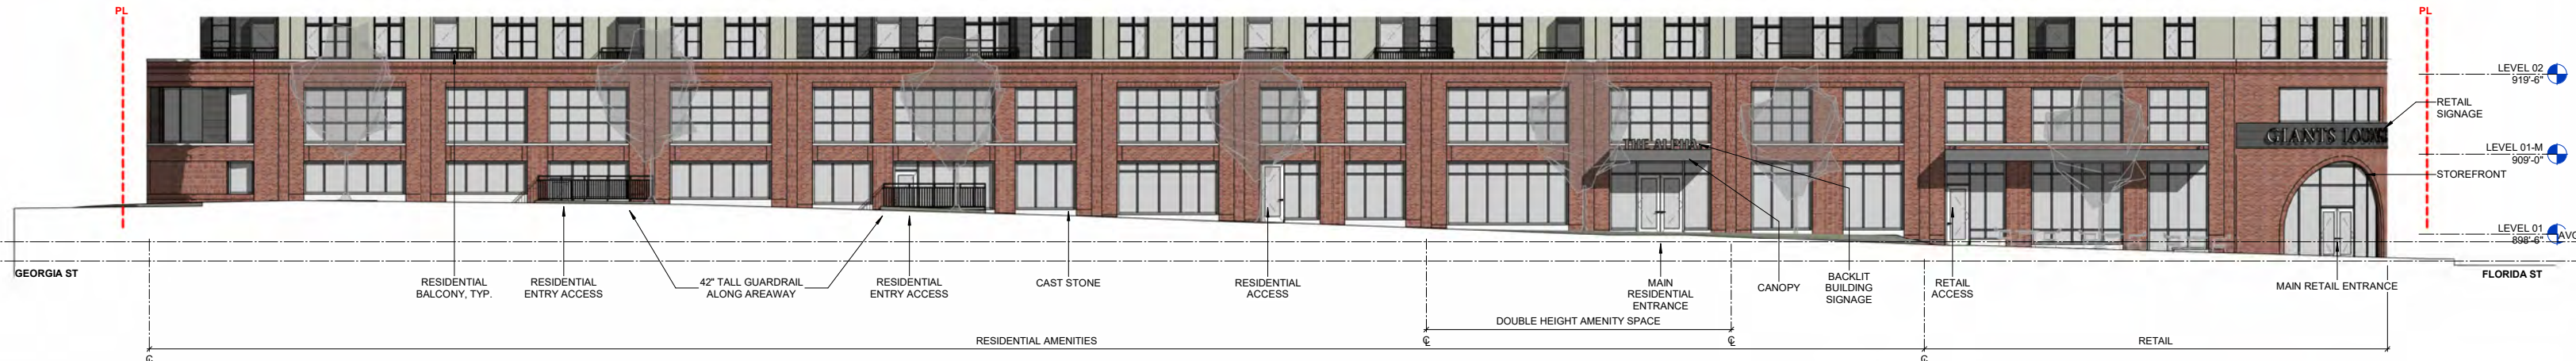 PL
PL
LEVEL 02
919'-6"
RETAIL
SIGNAGE
GIANTS LOUNGE
THE ALPHA
LEVEL 01-M
909'-0"
STOREFRONT
LEVEL 01
898'-6"
AVG
GEORGIA ST
FLORIDA ST
RESIDENTIAL
BALCONY, TYP.
RESIDENTIAL
ENTRY ACCESS
42" TALL GUARDRAIL
ALONG AREAWAY
RESIDENTIAL
ENTRY ACCESS
CAST STONE
RESIDENTIAL
ACCESS
MAIN
RESIDENTIAL
ENTRANCE
CANOPY
BACKLIT
BUILDING
SIGNAGE
RETAIL
ACCESS
MAIN RETAIL ENTRANCE
DOUBLE HEIGHT AMENITY SPACE
RESIDENTIAL AMENITIES
RETAIL